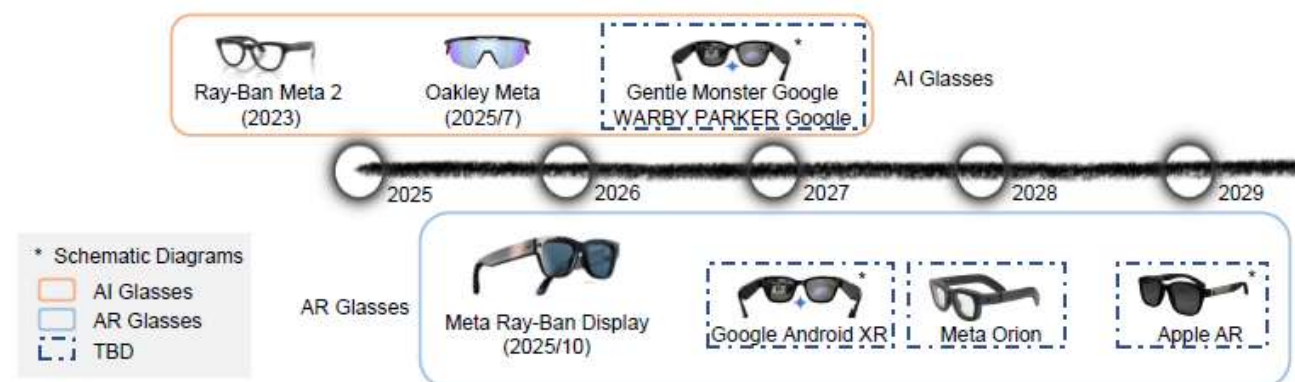 Ray-Ban Meta 2
(2023)
Oakley Meta
(2025/7)
*
Gentle Monster Google
WARBY PARKER Google
AI Glasses
2025
2026
2027
2028
2029
* Schematic Diagrams
AI Glasses
AR Glasses
TBD
AR Glasses
Meta Ray-Ban Display
(2025/10)
*
Google Android XR
Meta Orion
*
Apple AR